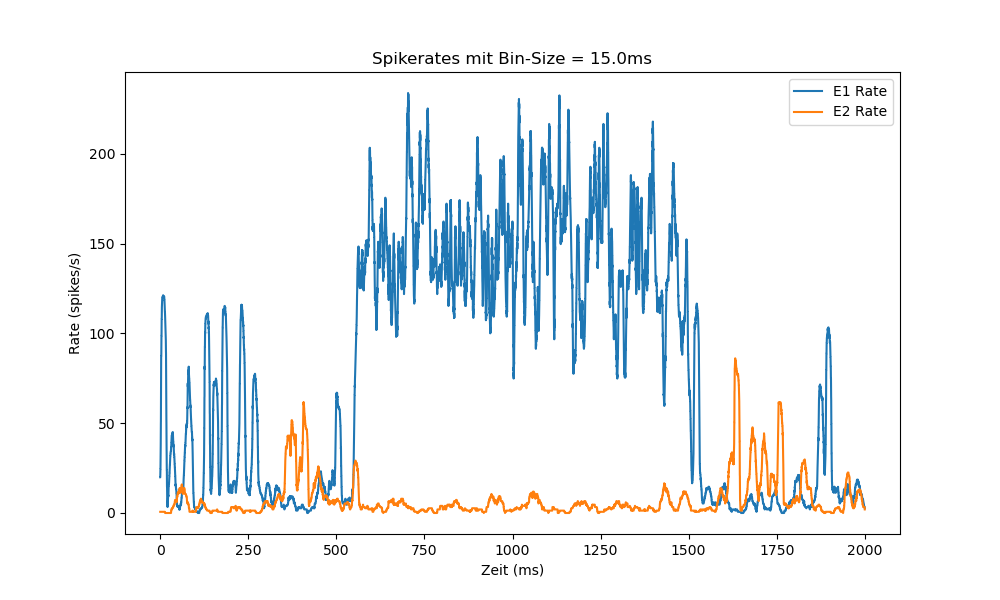 Spikerates mit Bin-Size = 15.0ms
E1 Rate
E2 Rate
Rate (spikes/s)
200
150
100
50
0
0 250 500 750 1000 1250 1500 1750 2000
Zeit (ms)